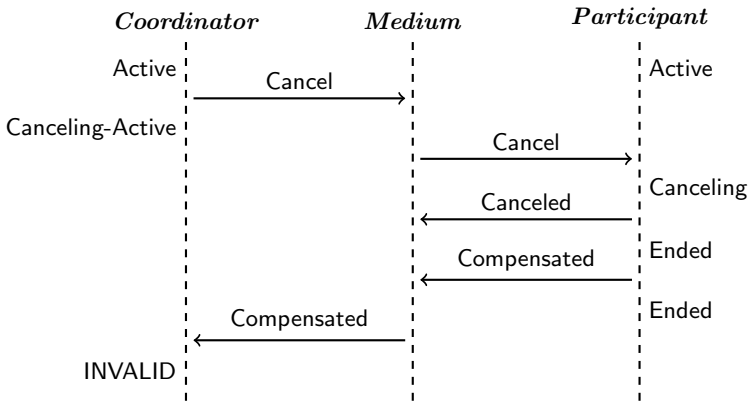 Coordinator Medium Participant
Active Active
Cancel
Canceling-Active
Cancel
Canceling
Canceled
Ended
Compensated
Ended
Compensated
INVALID